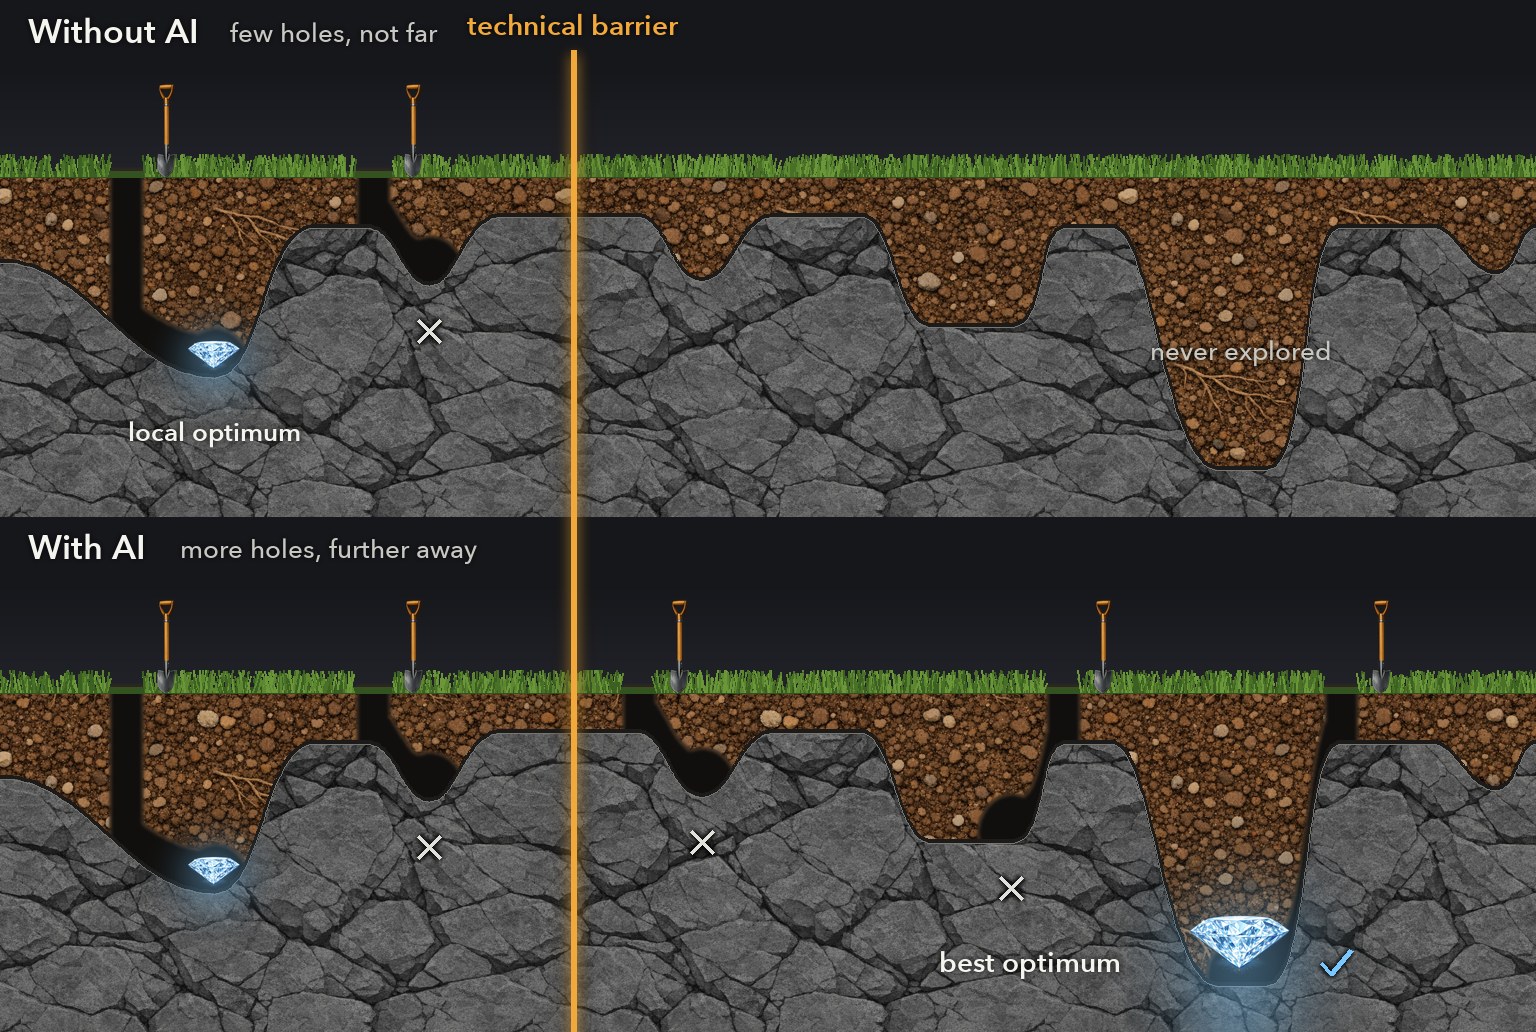 Without AI
few holes, not far
technical barrier
never explored
local optimum
With AI
more holes, further away
best optimum